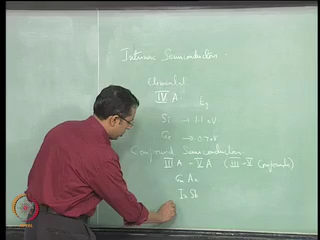 Intrinsic Semiconductors.
Elemental
IV A Eg
Si → 1.1 eV
Ge → 0.7 eV
Compound Semiconductors
III A - V A (III - V Compounds)
Ga As
In Sb